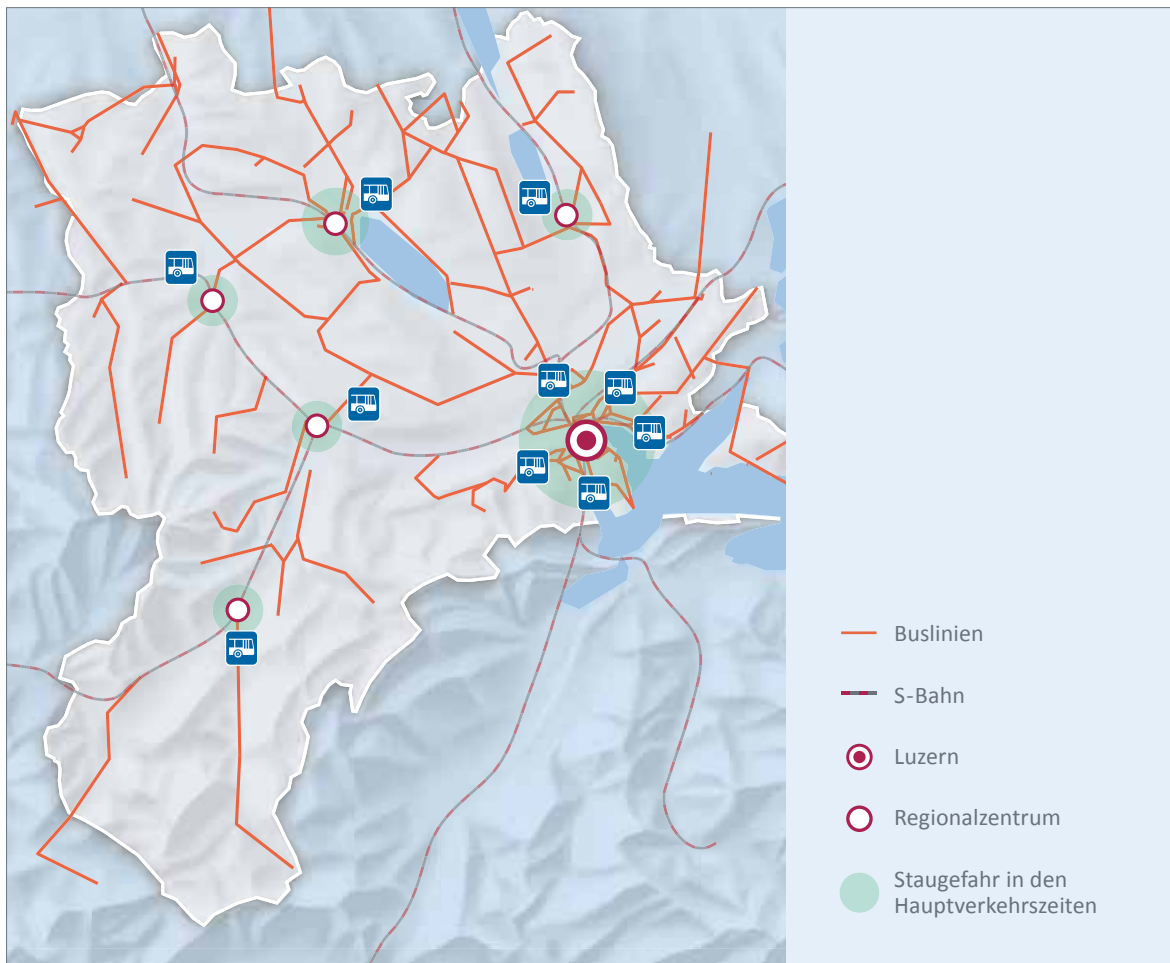 Buslinien
S-Bahn
Luzern
Regionalzentrum
Staugefahr in den
Hauptverkehrszeiten